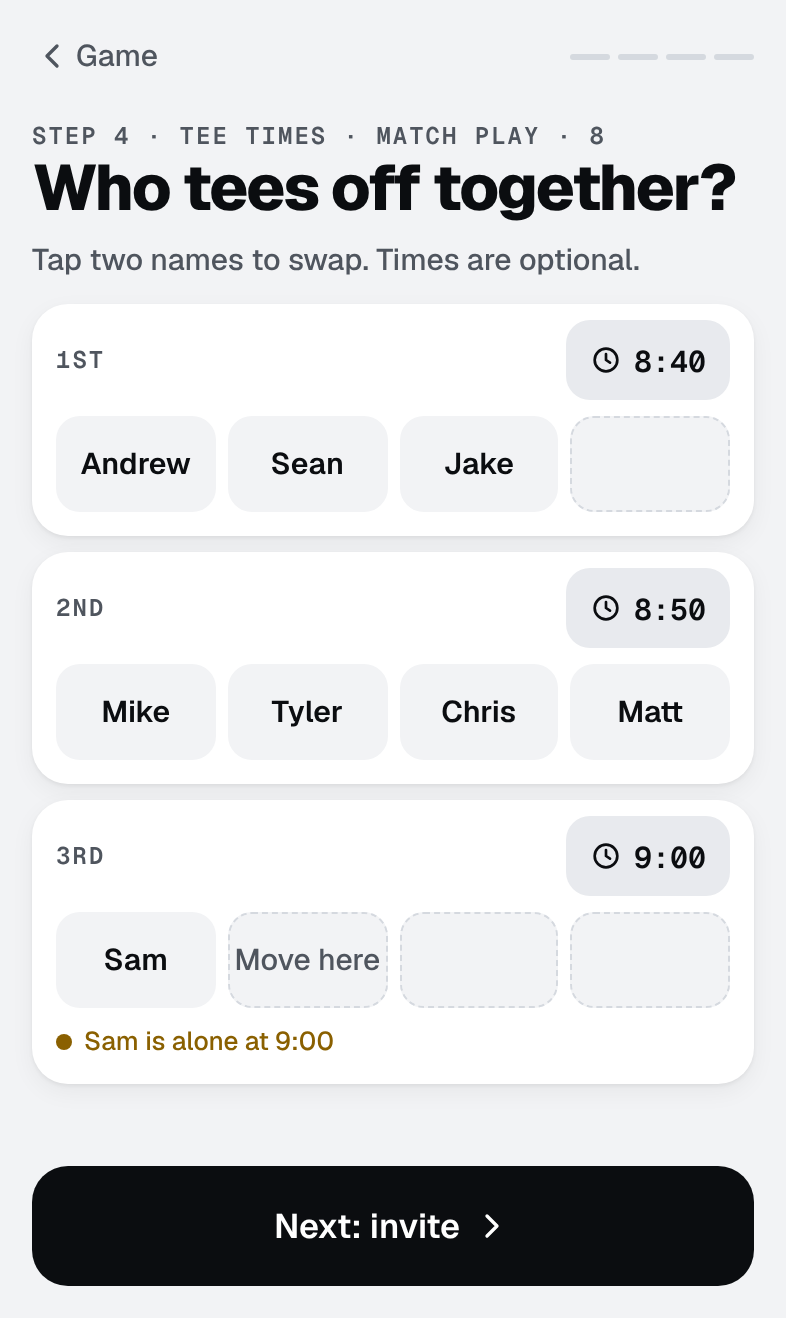 Game
STEP 4 · TEE TIMES · MATCH PLAY · 8
Who tees off together?
Tap two names to swap. Times are optional.
1ST 8:40
Andrew Sean Jake
2ND 8:50
Mike Tyler Chris Matt
3RD 9:00
Sam Move here
Sam is alone at 9:00
Next: invite